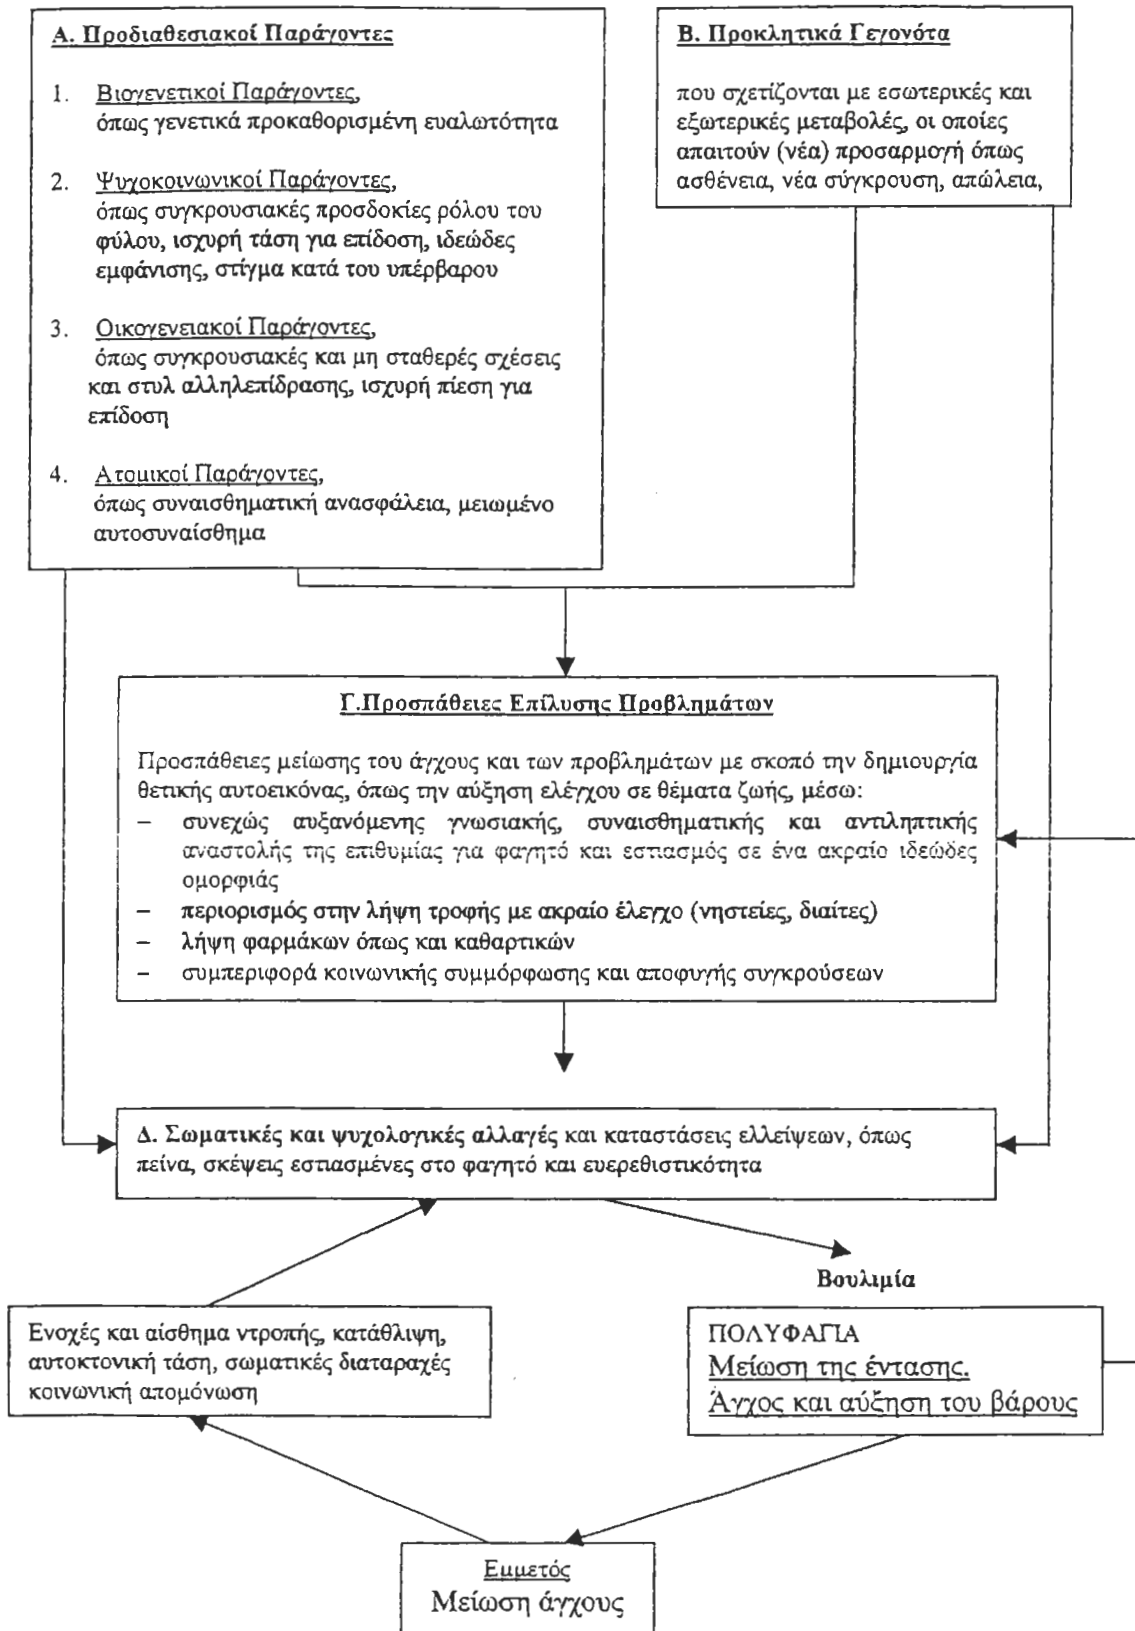 Α. Προδιαθεσιακοί Παράγοντες
1. Βιογενετικοί Παράγοντες,
όπως γενετικά προκαθορισμένη ευαλωτότητα
2. Ψυχοκοινωνικοί Παράγοντες,
όπως συγκρουσιακές προσδοκίες ρόλου του
φύλου, ισχυρή τάση για επίδοση, ιδεώδες
εμφάνισης, στίγμα κατά του υπέρβαρου
3. Οικογενειακοί Παράγοντες,
όπως συγκρουσιακές και μη σταθερές σχέσεις
και στυλ αλληλεπίδρασης, ισχυρή πίεση για
επίδοση
4. Ατομικοί Παράγοντες,
όπως συναισθηματική ανασφάλεια, μειωμένο
αυτοσυναίσθημα
Β. Προκλητικά Γεγονότα
που σχετίζονται με εσωτερικές και
εξωτερικές μεταβολές, οι οποίες
απαιτούν (νέα) προσαρμογή όπως
ασθένεια, νέα σύγκρουση, απώλεια,
Γ.Προσπάθειες Επίλυσης Προβλημάτων
Προσπάθειες μείωσης του άγχους και των προβλημάτων με σκοπό την δημιουργία
θετικής αυτοεικόνας, όπως την αύξηση ελέγχου σε θέματα ζωής, μέσω:
– συνεχώς αυξανόμενης γνωσιακής, συναισθηματικής και αντιληπτικής
αναστολής της επιθυμίας για φαγητό και εστιασμός σε ένα ακραίο ιδεώδες
ομορφιάς
– περιορισμός στην λήψη τροφής με ακραίο έλεγχο (νηστείες, διαίτες)
– λήψη φαρμάκων όπως και καθαρτικών
– συμπεριφορά κοινωνικής συμμόρφωσης και αποφυγής συγκρούσεων
Δ. Σωματικές και ψυχολογικές αλλαγές και καταστάσεις ελλείψεων, όπως
πείνα, σκέψεις εστιασμένες στο φαγητό και ευερεθιστικότητα
Βουλιμία
ΠΟΛΥΦΑΓΙΑ
Μείωση της έντασης.
Άγχος και αύξηση του βάρους
Ενοχές και αίσθημα ντροπής, κατάθλιψη,
αυτοκτονική τάση, σωματικές διαταραχές
κοινωνική απομόνωση
Εμμετός
Μείωση άγχους